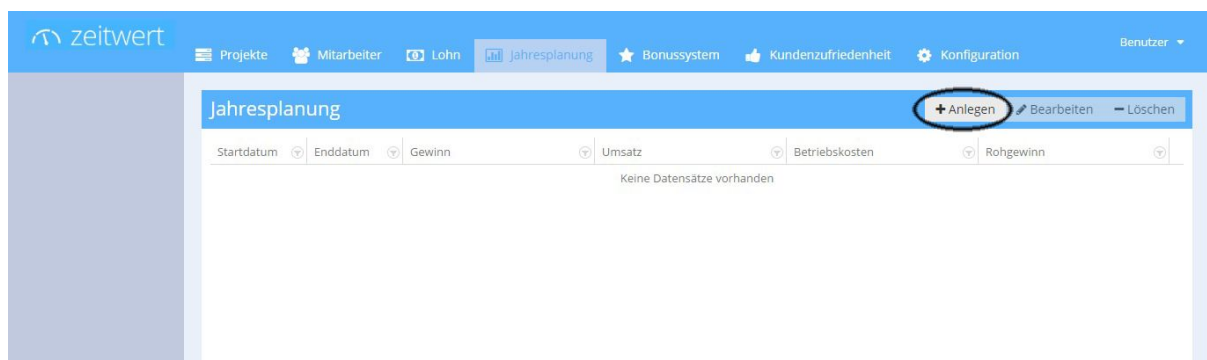 zeitwert
Projekte Mitarbeiter Lohn Jahresplanung Bonussystem Kundenzufriedenheit Konfiguration Benutzer
Jahresplanung Anlegen Bearbeiten Löschen
Startdatum Enddatum Gewinn Umsatz Betriebskosten Rohgewinn
Keine Datensätze vorhanden